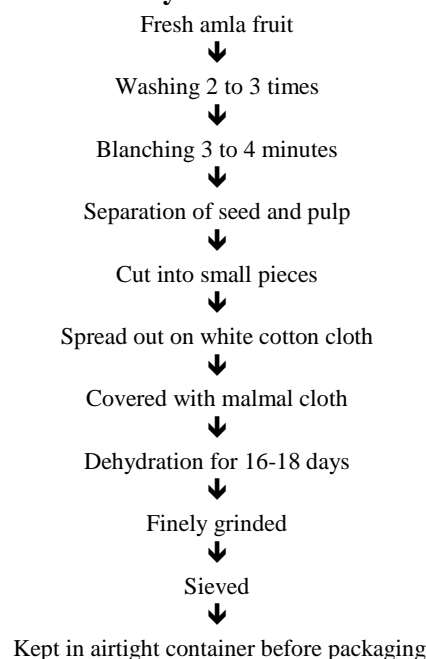 Fresh amla fruit
Washing 2 to 3 times
Blanching 3 to 4 minutes
Separation of seed and pulp
Cut into small pieces
Spread out on white cotton cloth
Covered with malmal cloth
Dehydration for 16-18 days
Finely grinded
Sieved
Kept in airtight container before packaging